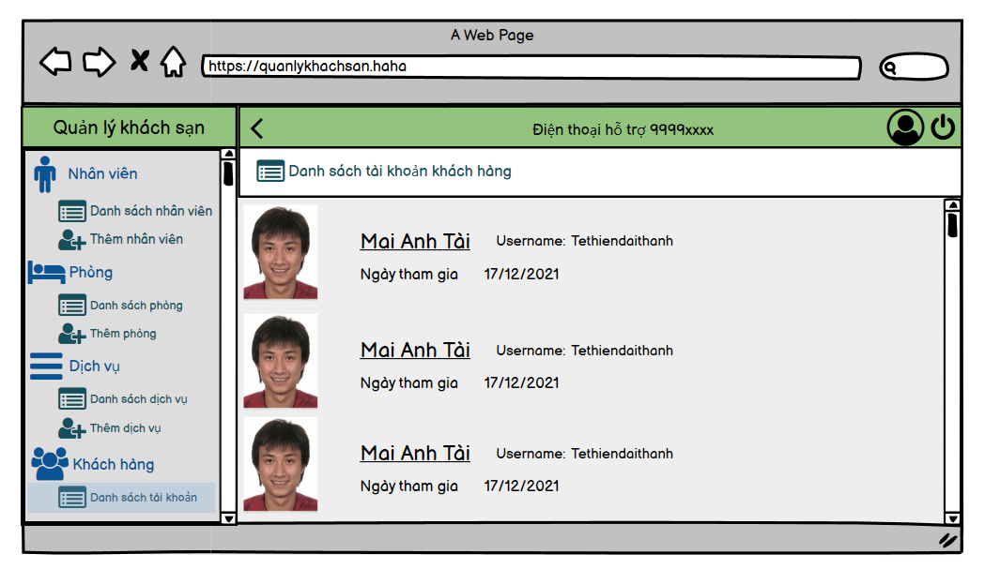 A Web Page
https://quanlykhachsan.haha
Quản lý khách sạn
Điện thoại hỗ trợ 9999xxxx
Nhân viên
Danh sách nhân viên
Thêm nhân viên
Phòng
Danh sách phòng
Thêm phòng
Dịch vụ
Danh sách dịch vụ
Thêm dịch vụ
Khách hàng
Danh sách tài khoản
Danh sách tài khoản khách hàng
Mai Anh Tài Username: Tethiendaithanh
Ngày tham gia 17/12/2021
Mai Anh Tài Username: Tethiendaithanh
Ngày tham gia 17/12/2021
Mai Anh Tài Username: Tethiendaithanh
Ngày tham gia 17/12/2021